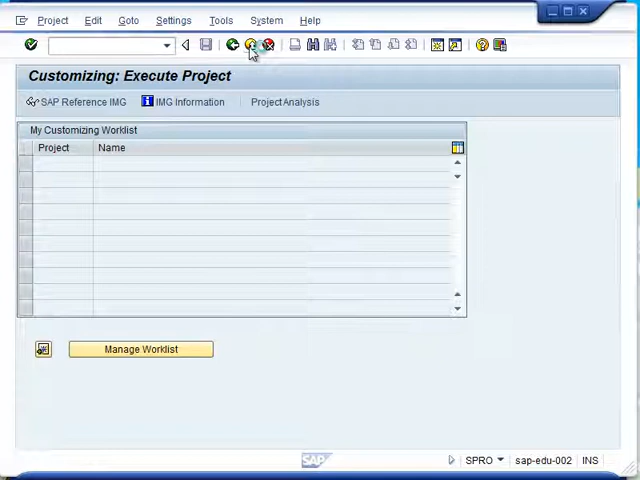 Project Edit Goto Settings Tools System Help
Customizing: Execute Project
SAP Reference IMG IMG Information Project Analysis
My Customizing Worklist
Project Name
Manage Worklist
SAP SPRO sap-edu-002 INS